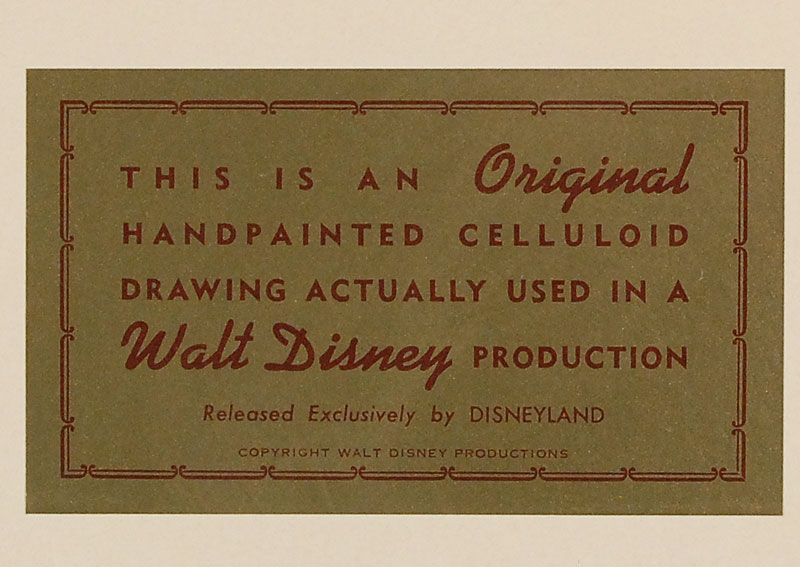 THIS IS AN Original
HANDPAINTED CELLULOID
DRAWING ACTUALLY USED IN A
Walt Disney PRODUCTION
Released Exclusively by DISNEYLAND
COPYRIGHT WALT DISNEY PRODUCTIONS